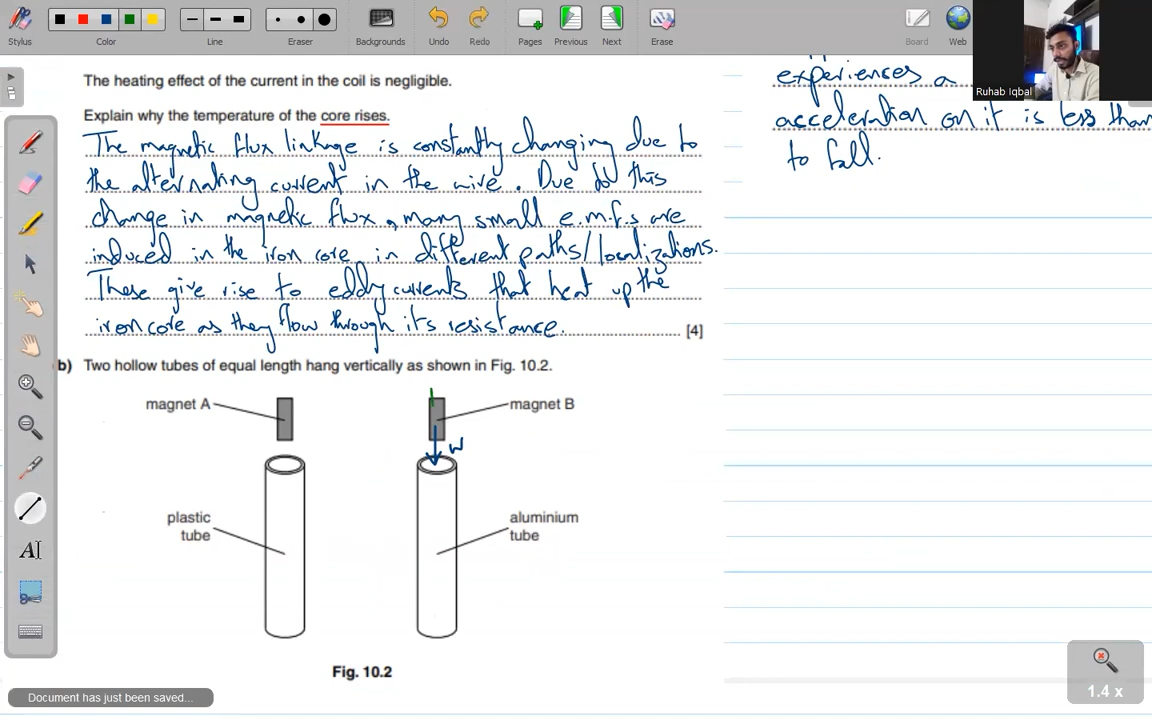 Stylus
Color
Line
Eraser
Backgrounds
Undo
Redo
Pages
Previous
Next
Erase
Board
Web
Ruhab Iqbal
The heating effect of the current in the coil is negligible.
Explain why the temperature of the core rises.
The magnetic flux linkage is constantly changing due to
the alternating current in the wire. Due to this
change in magnetic flux, many small e.m.f.s are
induced in the iron core in different paths/localizations.
These give rise to eddy currents that heat up the
iron core as they flow through its resistance.
[4]
experiences a
acceleration on it is less than
to fall.
b) Two hollow tubes of equal length hang vertically as shown in Fig. 10.2.
magnet A
magnet B
W
plastic
tube
aluminium
tube
Fig. 10.2
Document has just been saved...
1.4 x